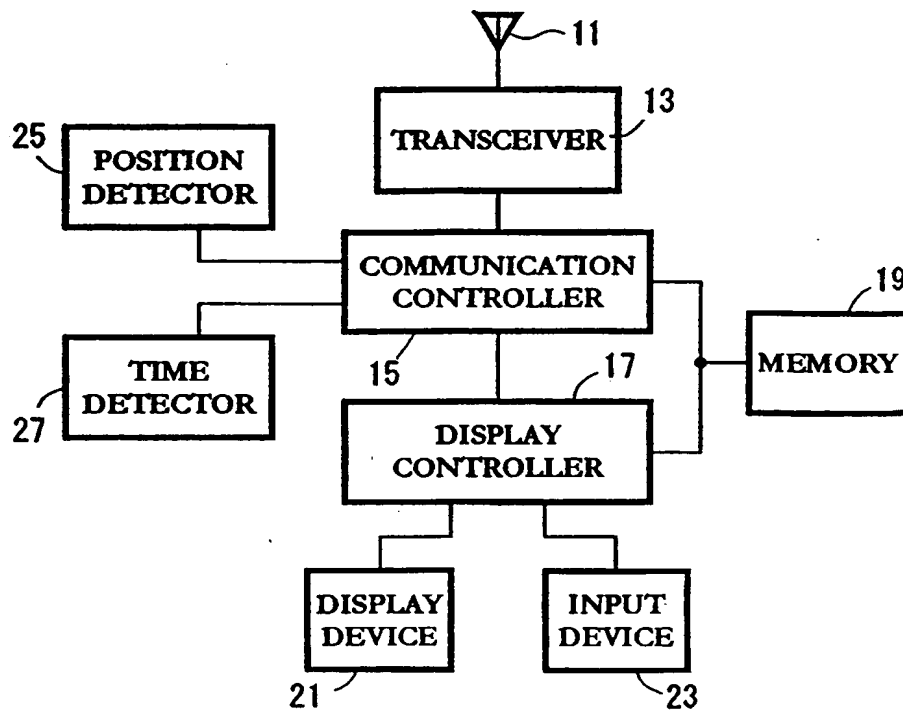 11
13
TRANSCEIVER
25
POSITION
DETECTOR
COMMUNICATION
CONTROLLER
15
19
MEMORY
TIME
DETECTOR
27
17
DISPLAY
CONTROLLER
DISPLAY
DEVICE
21
INPUT
DEVICE
23